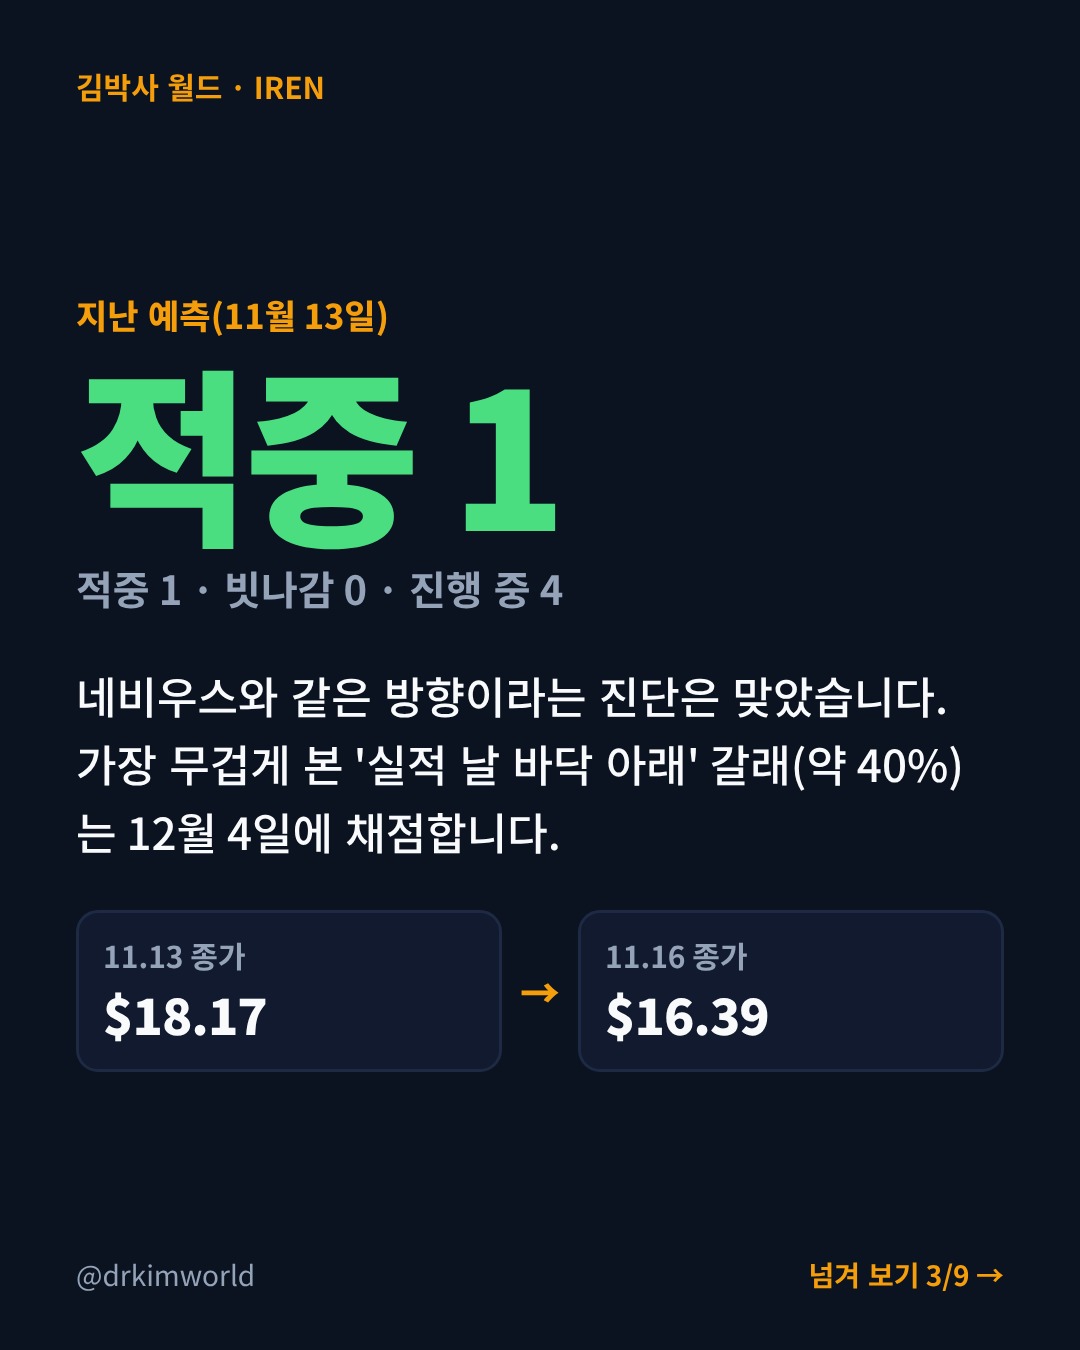 김박사 월드 · IREN
지난 예측(11월 13일)
적중 1
적중 1 · 빗나감 0 · 진행 중 4
네비우스와 같은 방향이라는 진단은 맞았습니다.
가장 무겁게 본 '실적 날 바닥 아래' 갈래(약 40%)
는 12월 4일에 채점합니다.
11.13 종가
$18.17
→
11.16 종가
$16.39
@drkimworld
넘겨 보기 3/9 →